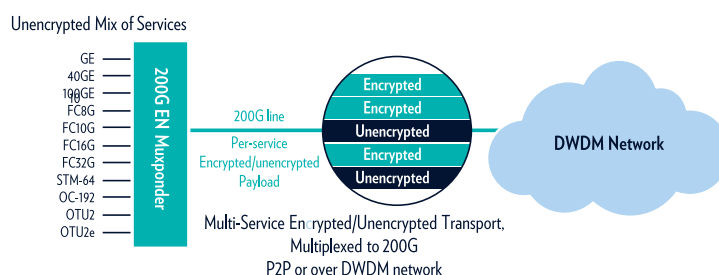 Unencrypted Mix of Services
GE
40GE
100GE
10
FC8G
FC10G
FC16G
FC32G
STM-64
OC-192
OTU2
OTU2e
200G EN Muxponder
200G line
Per-service
Encrypted/unencrypted
Payload
Encrypted
Encrypted
Unencrypted
Encrypted
Unencrypted
DWDM Network
Multi-Service Encrypted/Unencrypted Transport,
Multiplexed to 200G
P2P or over DWDM network